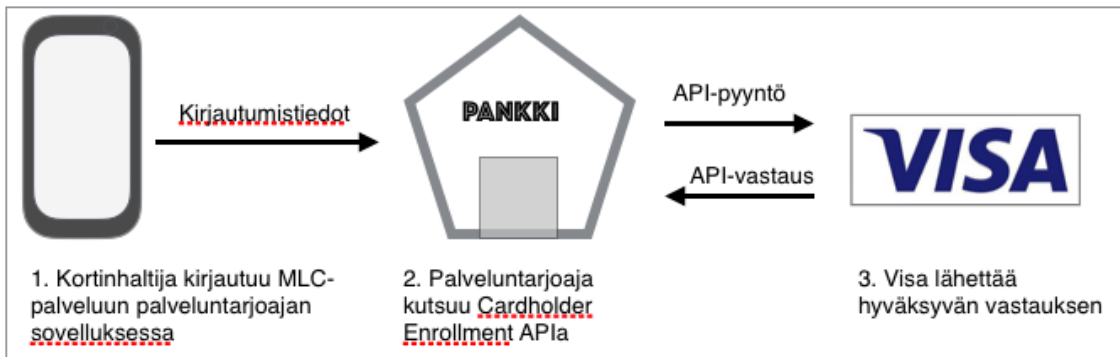 Kirjautumistiedot
PANKKI
API-pyyntö
API-vastaus
VISA
1. Kortinhaltija kirjautuu MLC-
palveluun palveluntarjoajan
sovelluksessa
2. Palveluntarjoaja
kutsuu Cardholder
Enrollment APIa
3. Visa lähettää
hyväksyvän vastauksen